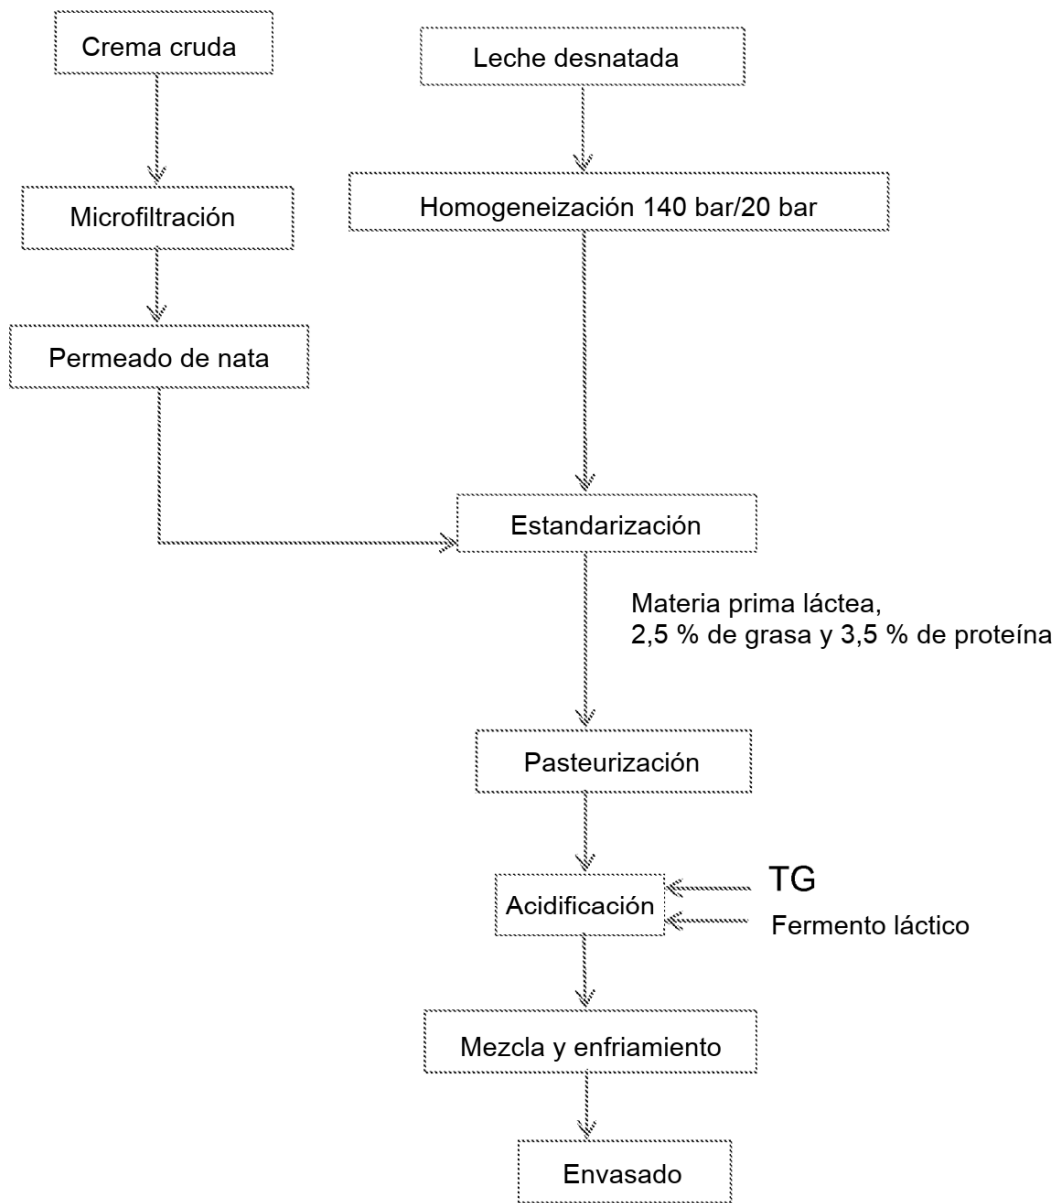 Crema cruda
Leche desnatada
Microfiltración
Homogeneización 140 bar/20 bar
Permeado de nata
Estandarización
Materia prima láctea,
2,5 % de grasa y 3,5 % de proteína
Pasteurización
TG
Acidificación
Fermento láctico
Mezcla y enfriamiento
Envasado